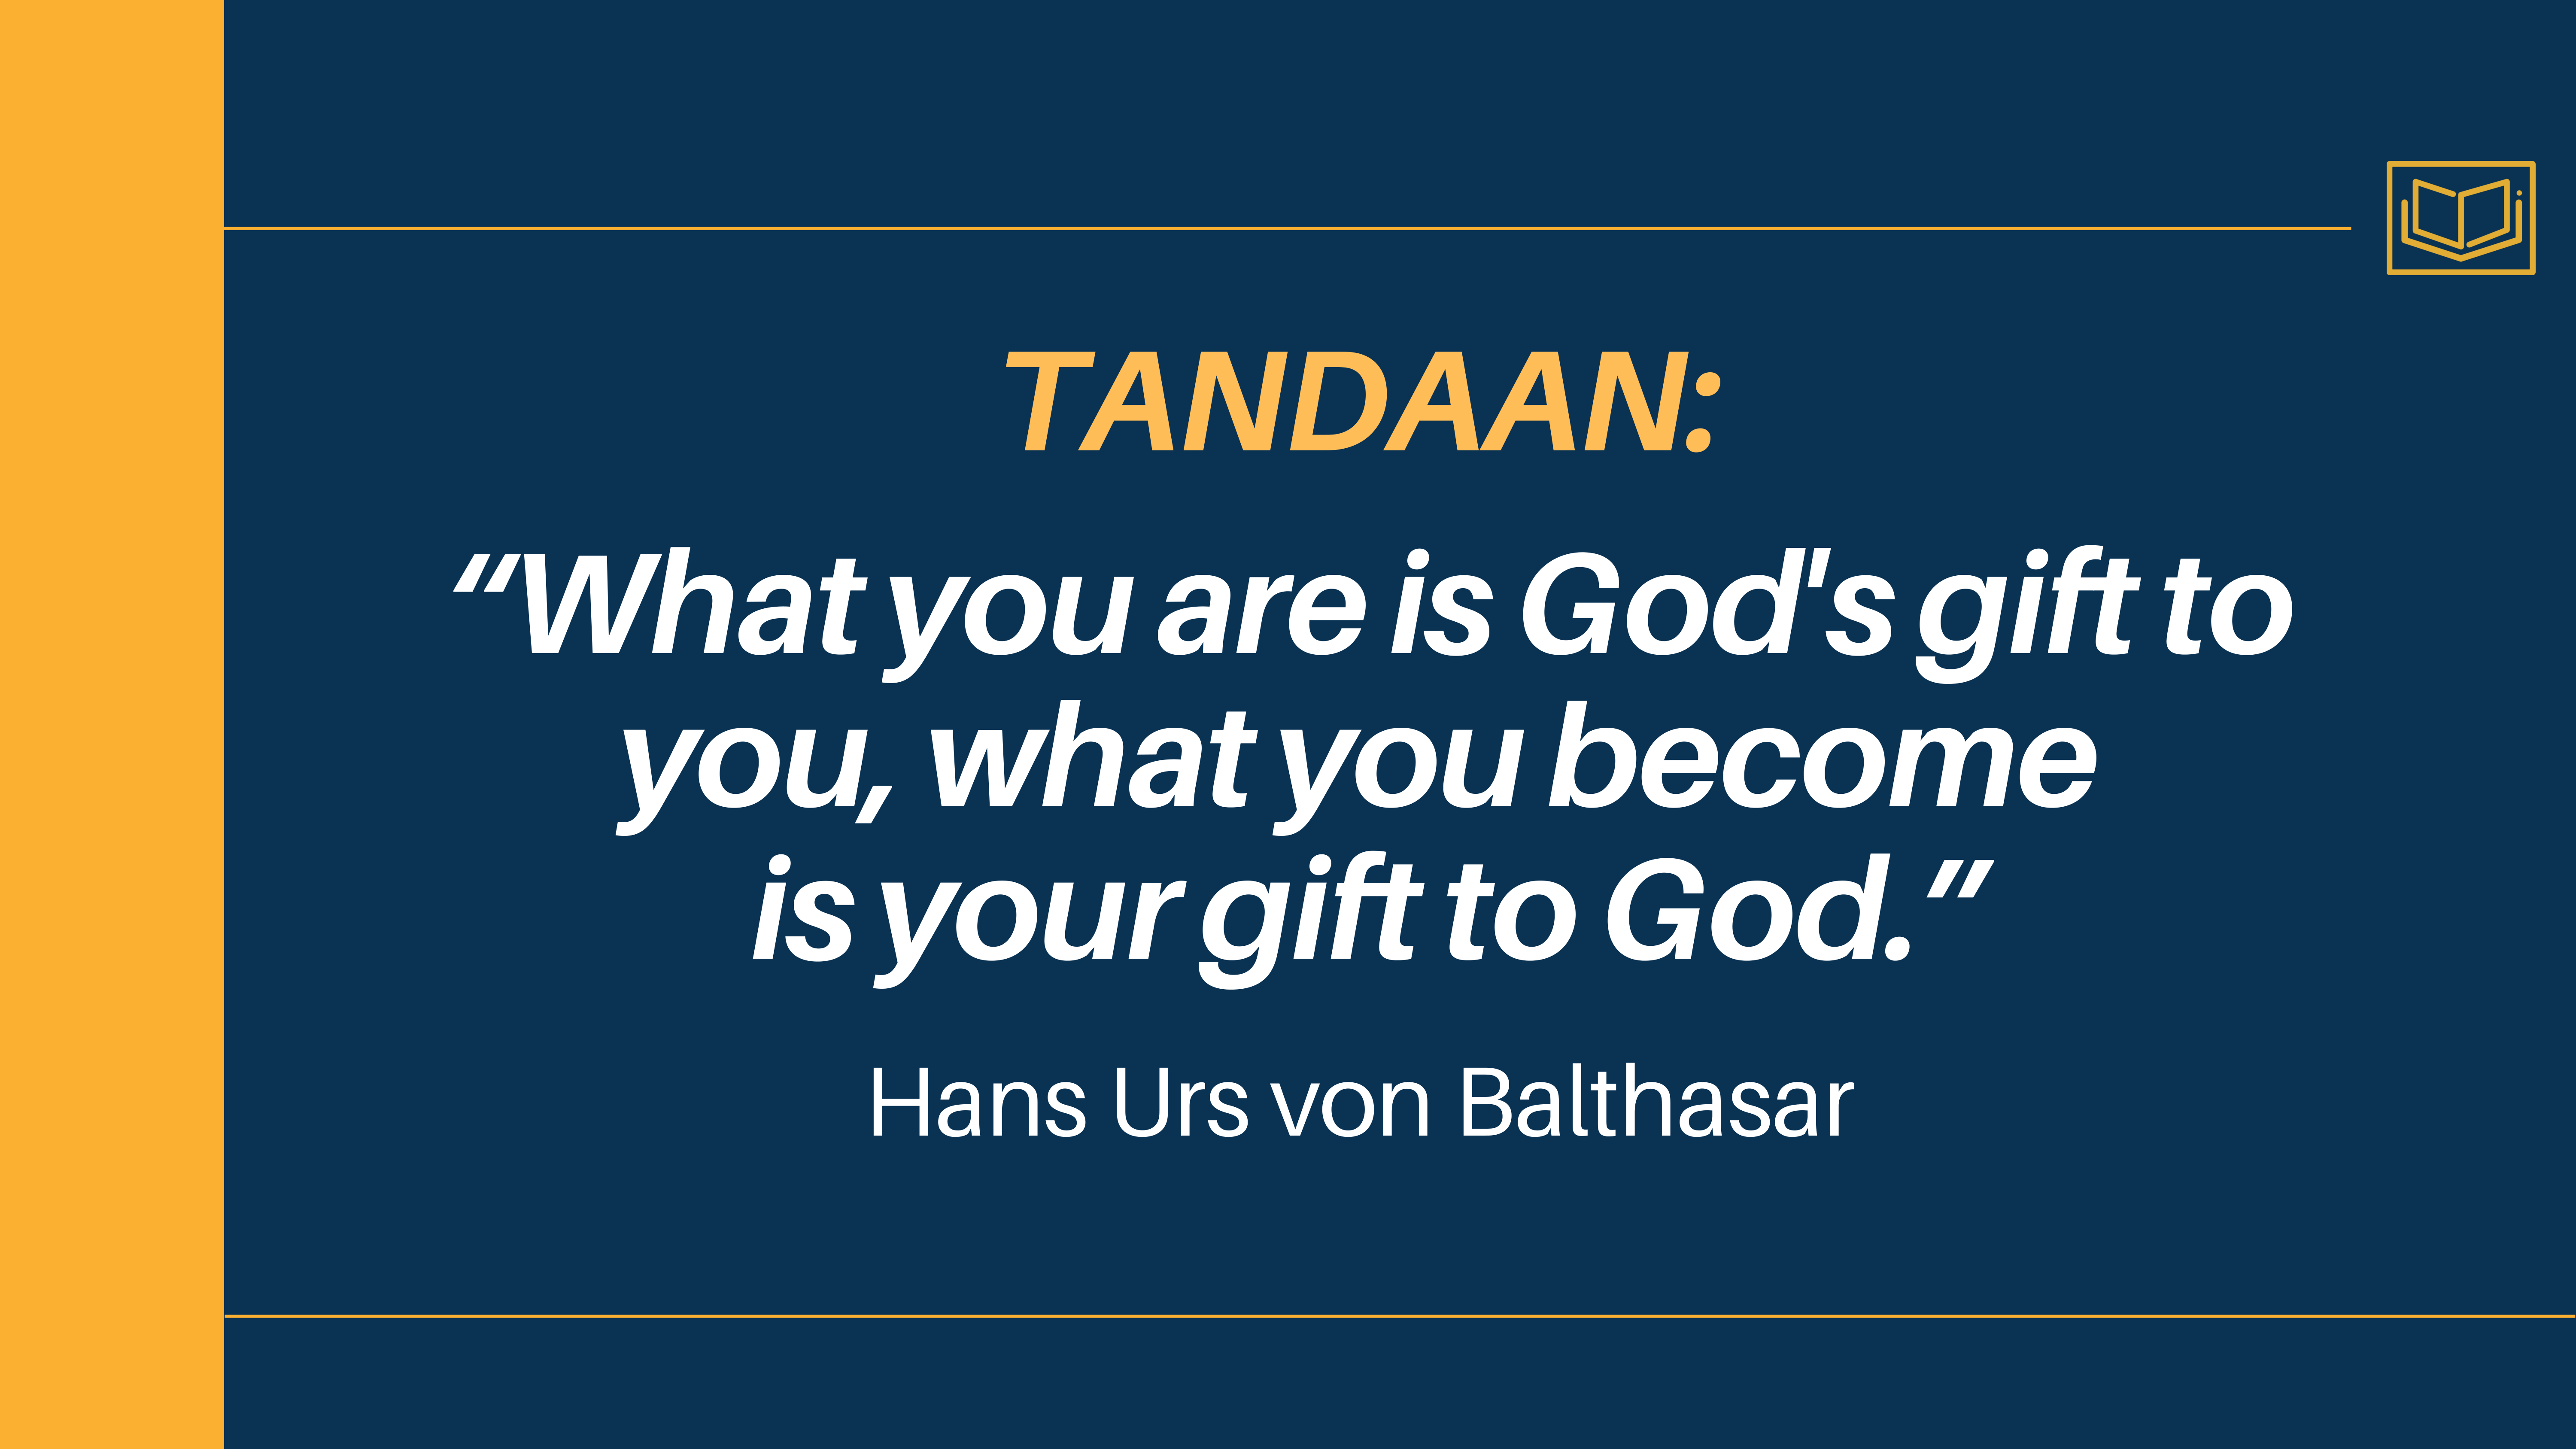 TANDAAN:
“What you are is God's gift to
you, what you become
is your gift to God.”
Hans Urs von Balthasar